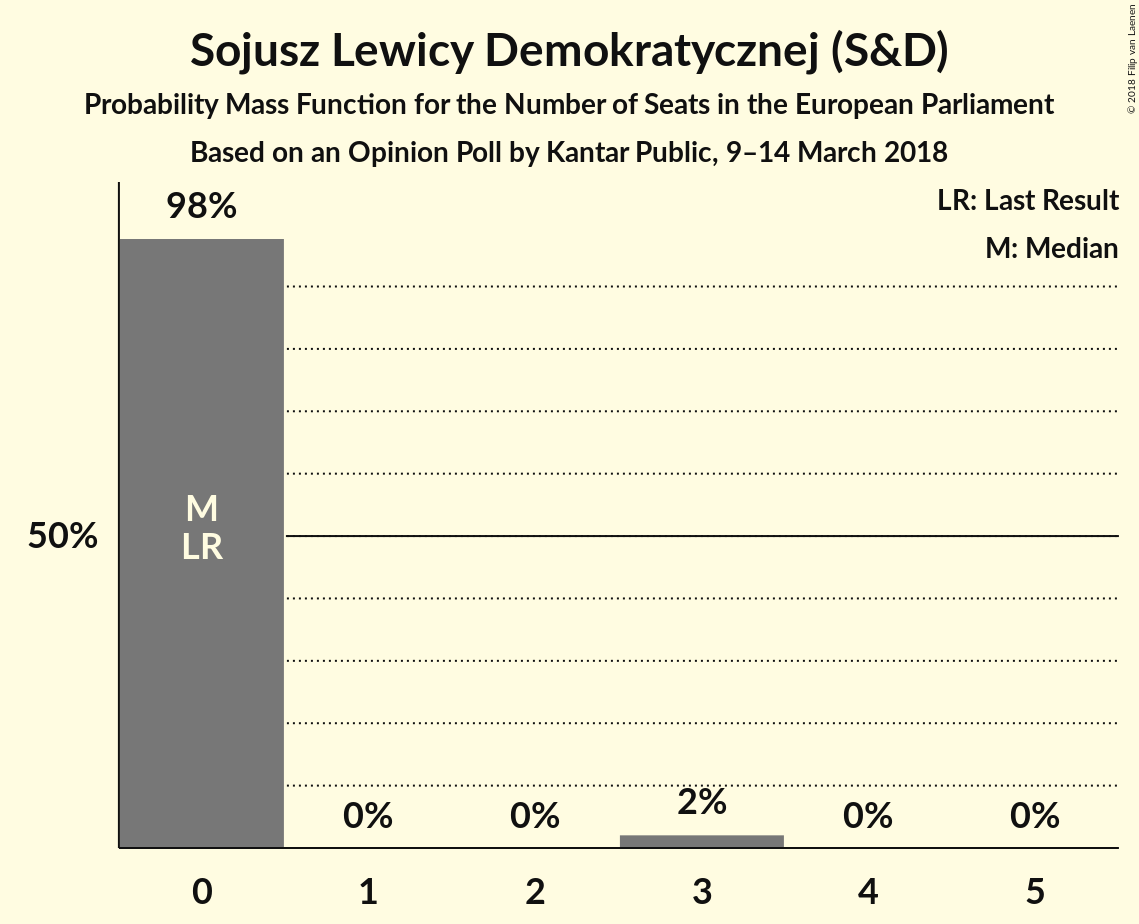 Sojusz Lewicy Demokratycznej (S&D)
Probability Mass Function for the Number of Seats in the European Parliament
Based on an Opinion Poll by Kantar Public, 9–14 March 2018
© 2018 Filip van Laenen
LR: Last Result
M: Median
98%
50%
M
LR
0%
0%
2%
0%
0%
0
1
2
3
4
5